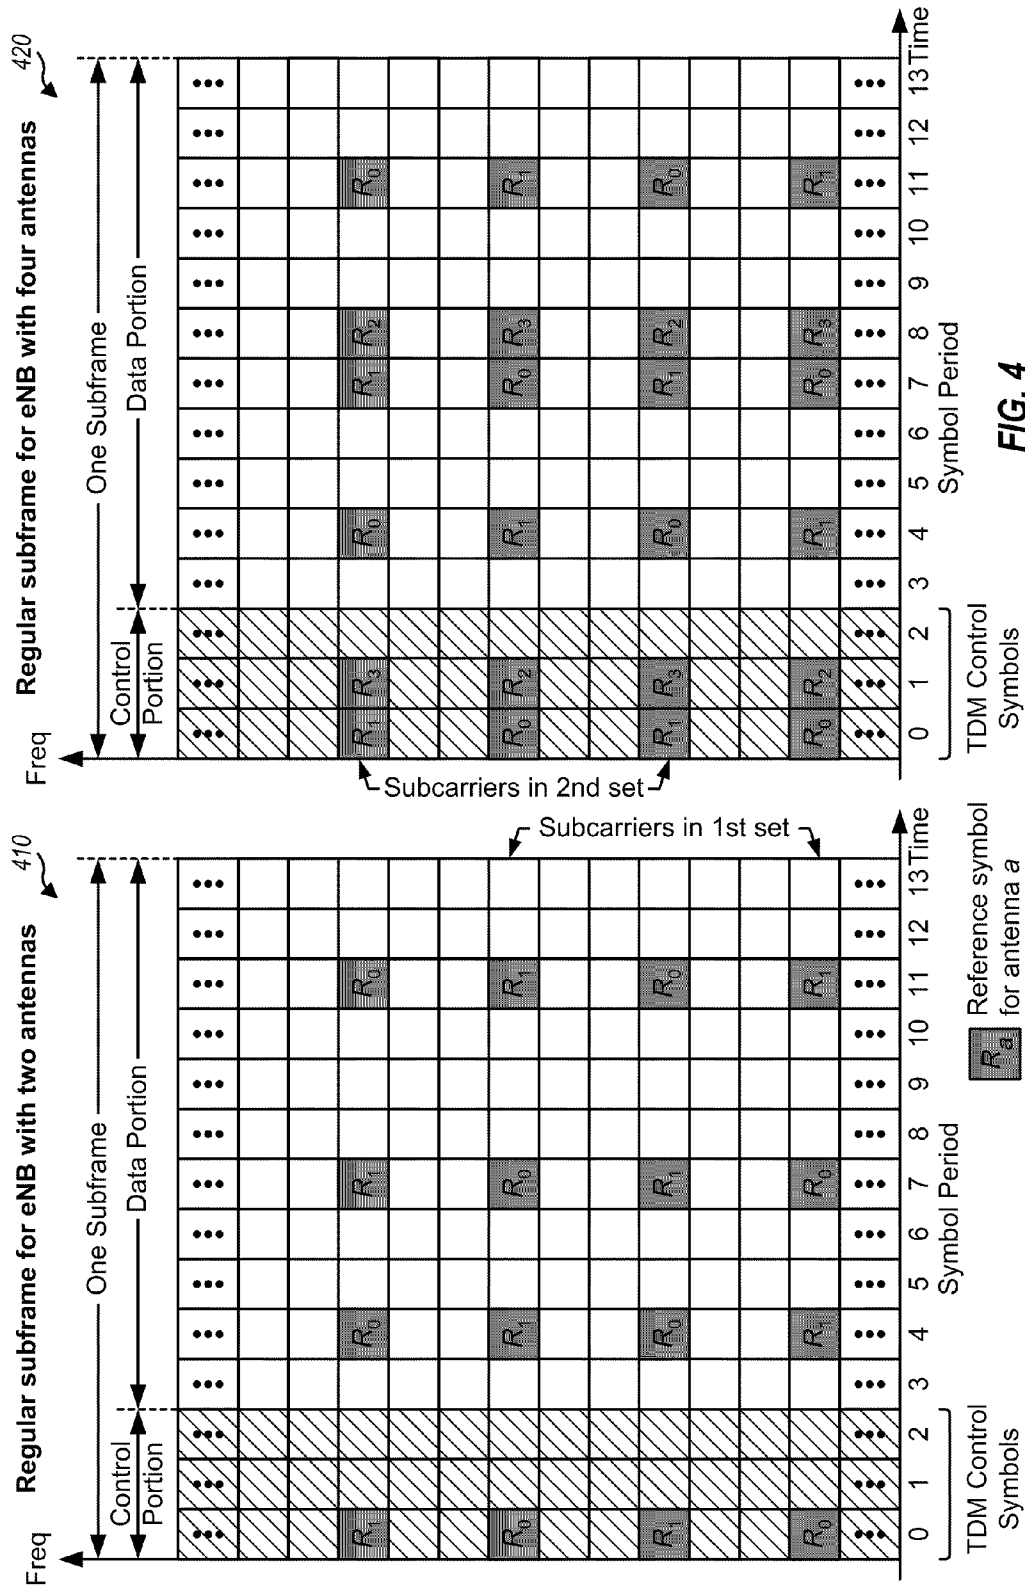 Regular subframe for eNB with two antennas 410
Freq
One Subframe
Control Portion
Data Portion
R1 R0 R1 R0
R0 R1 R0 R1
R1 R0 R1 R0
R0 R1 R0 R1
0 1 2 3 4 5 6 7 8 9 10 11 12 13 Time
TDM Control
Symbols
Symbol Period
Subcarriers in 2nd set
Subcarriers in 1st set
Regular subframe for eNB with four antennas 420
Freq
One Subframe
Control Portion
Data Portion
R1 R3 R0 R1 R2 R0
R0 R2 R1 R0 R3 R1
R1 R3 R0 R1 R2 R0
R0 R2 R1 R0 R3 R1
0 1 2 3 4 5 6 7 8 9 10 11 12 13 Time
TDM Control
Symbols
Symbol Period
Ra Reference symbol
for antenna a
FIG. 4